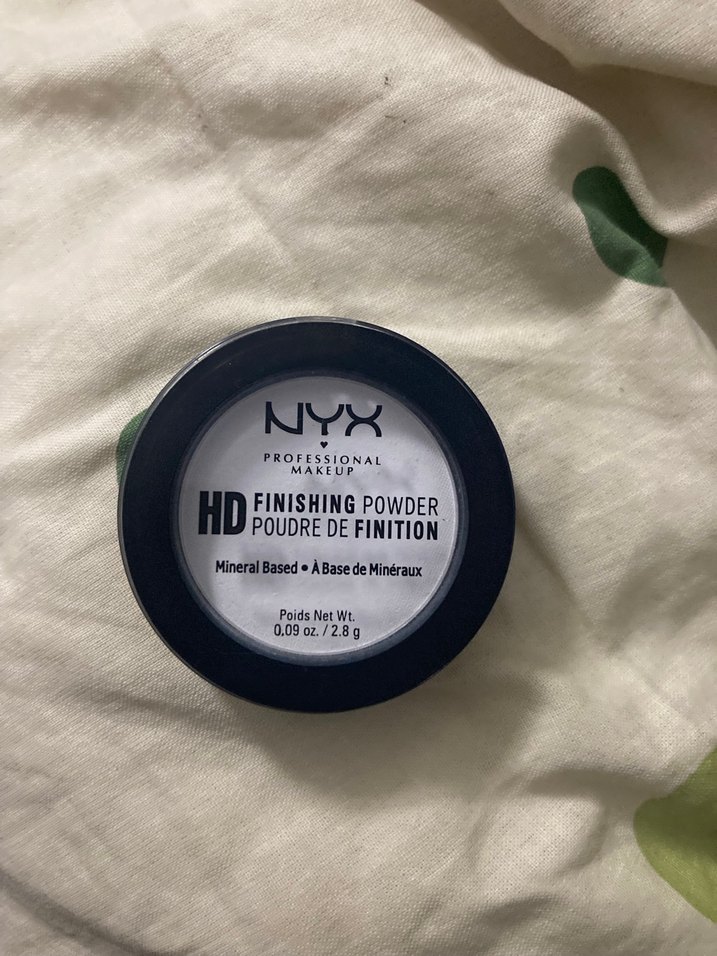 NYX
PROFESSIONAL
MAKEUP
HD FINISHING POWDER
POUDRE DE FINITION
Mineral Based • À Base de Minéraux
Poids Net Wt.
0.09 oz. / 2.8 g